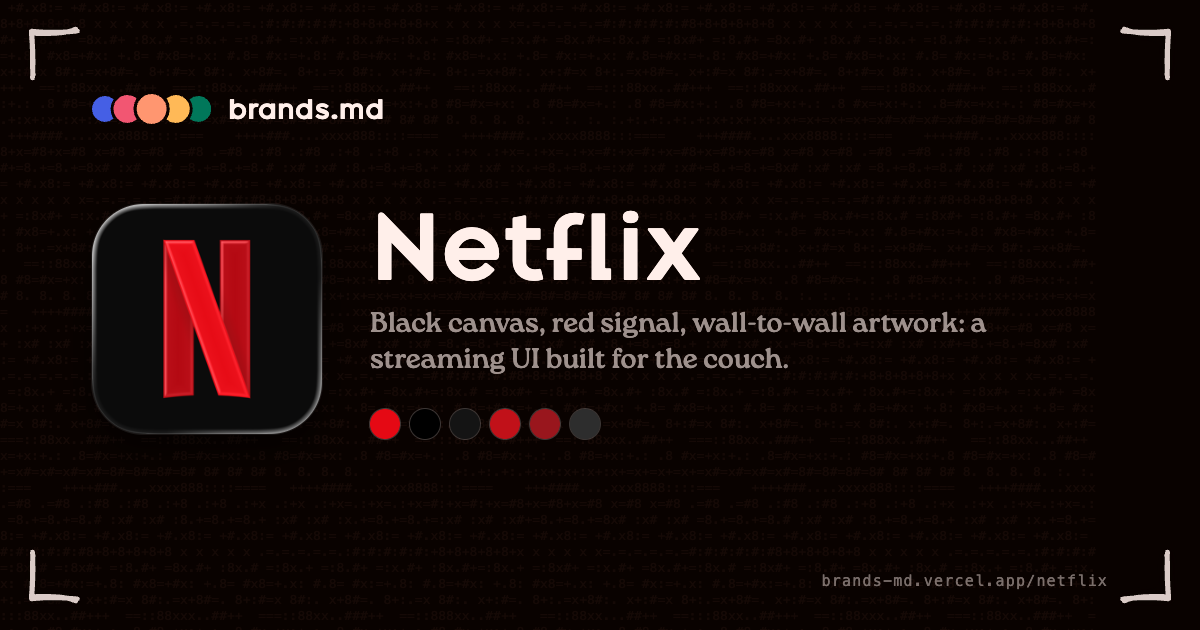 brands.md
N
Netflix
Black canvas, red signal, wall-to-wall artwork: a
streaming UI built for the couch.
brands-md.vercel.app/netflix